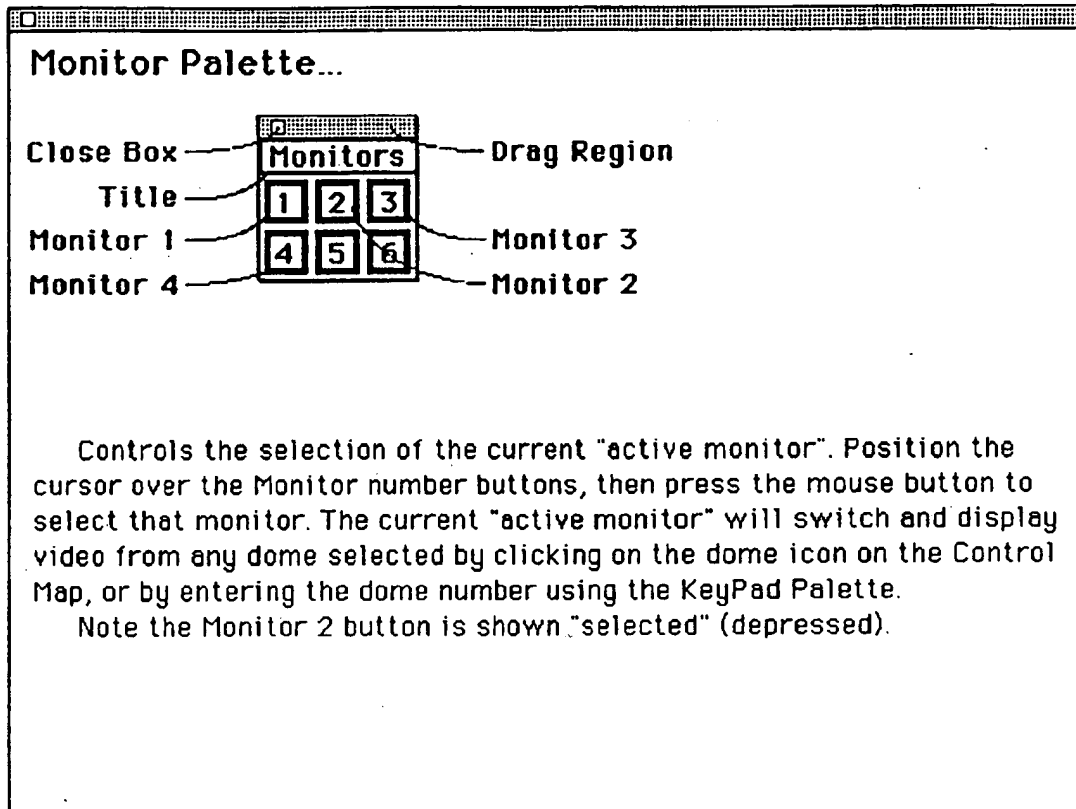 Monitor Palette...
Close Box
Monitors
Drag Region
Title
1 2 3
Monitor 1
Monitor 3
4 5 6
Monitor 4
Monitor 2
Controls the selection of the current "active monitor". Position the
cursor over the Monitor number buttons, then press the mouse button to
select that monitor. The current "active monitor" will switch and display
video from any dome selected by clicking on the dome icon on the Control
Map, or by entering the dome number using the KeyPad Palette.
Note the Monitor 2 button is shown "selected" (depressed).